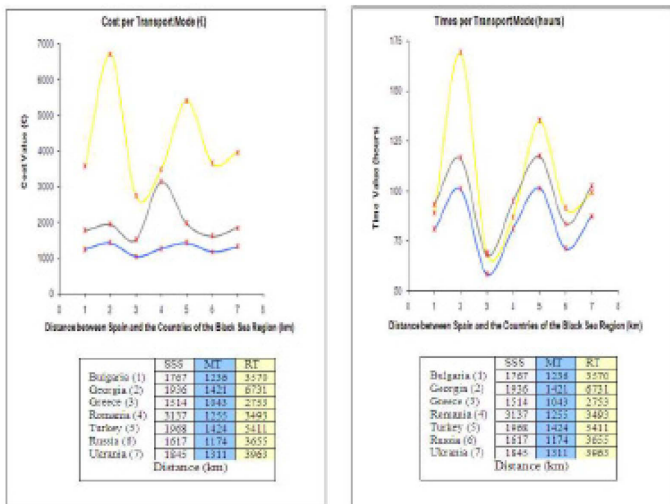 Cost per Transport Mode (€)
7000
6000
5000
4000
3000
2000
1000
0
Cost Value (€)
0 1 2 3 4 5 6 7 8
Distance between Spain and the Countries of the Black Sea Region (km)
SSS MT RT
Bulgaria (1) 1767 1236 3570
Georgia (2) 1936 1421 6731
Greece (3) 1514 1043 2753
Romania (4) 3137 1255 3493
Turkey (5) 1968 1424 5411
Russia (6) 1617 1174 3655
Ukrania (7) 1845 1311 3963
Distance (km)
Times per Transport Mode (hours)
175
150
125
100
75
50
Time Value (hours)
0 1 2 3 4 5 6 7 8
Distance between Spain and the Countries of the Black Sea Region (km)
SSS MT RT
Bulgaria (1) 1767 1236 3570
Georgia (2) 1936 1421 6731
Greece (3) 1514 1043 2753
Romania (4) 3137 1255 3493
Turkey (5) 1968 1424 5411
Russia (6) 1617 1174 3655
Ukrania (7) 1845 1311 3963
Distance (km)